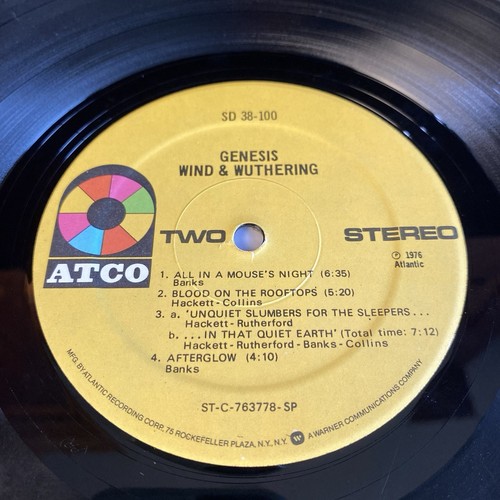 SD 38-100
GENESIS
WIND & WUTHERING
ATCO
TWO
STEREO
℗ 1976
Atlantic
1. ALL IN A MOUSE'S NIGHT (6:35)
Banks
2. BLOOD ON THE ROOFTOPS (5:20)
Hackett - Collins
3. a. 'UNQUIET SLUMBERS FOR THE SLEEPERS...
Hackett - Rutherford
b. ...IN THAT QUIET EARTH' (Total time: 7:12)
Hackett - Rutherford - Banks - Collins
4. AFTERGLOW (4:10)
Banks
ST-C-763778-SP
MFG. BY ATLANTIC RECORDING CORP., 75 ROCKEFELLER PLAZA, N.Y., N.Y. W A WARNER COMMUNICATIONS COMPANY